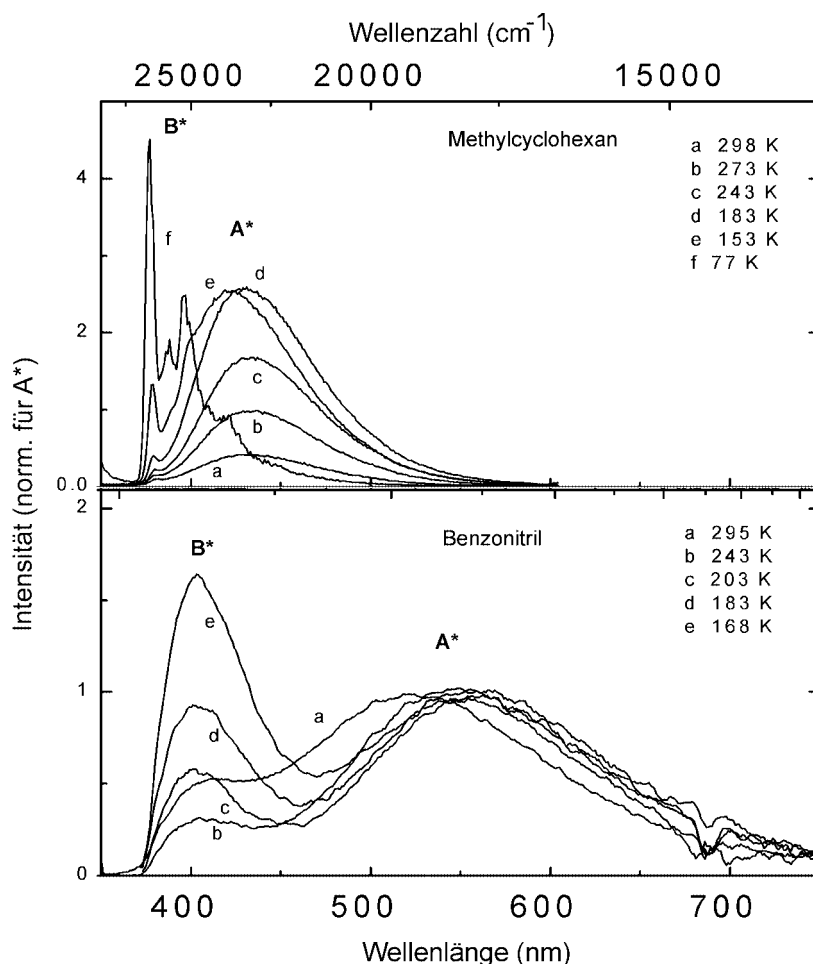 Wellenzahl (cm⁻¹)
25000 20000 15000
Intensität (norm. für A*)
4
2
0.0
B*
A*
Methylcyclohexan
a 298 K
b 273 K
c 243 K
d 183 K
e 153 K
f 77 K
f
e
d
c
b
a
2
1
0
B*
A*
Benzonitril
a 295 K
b 243 K
c 203 K
d 183 K
e 168 K
e
a
d
c
b
400 500 600 700
Wellenlänge (nm)